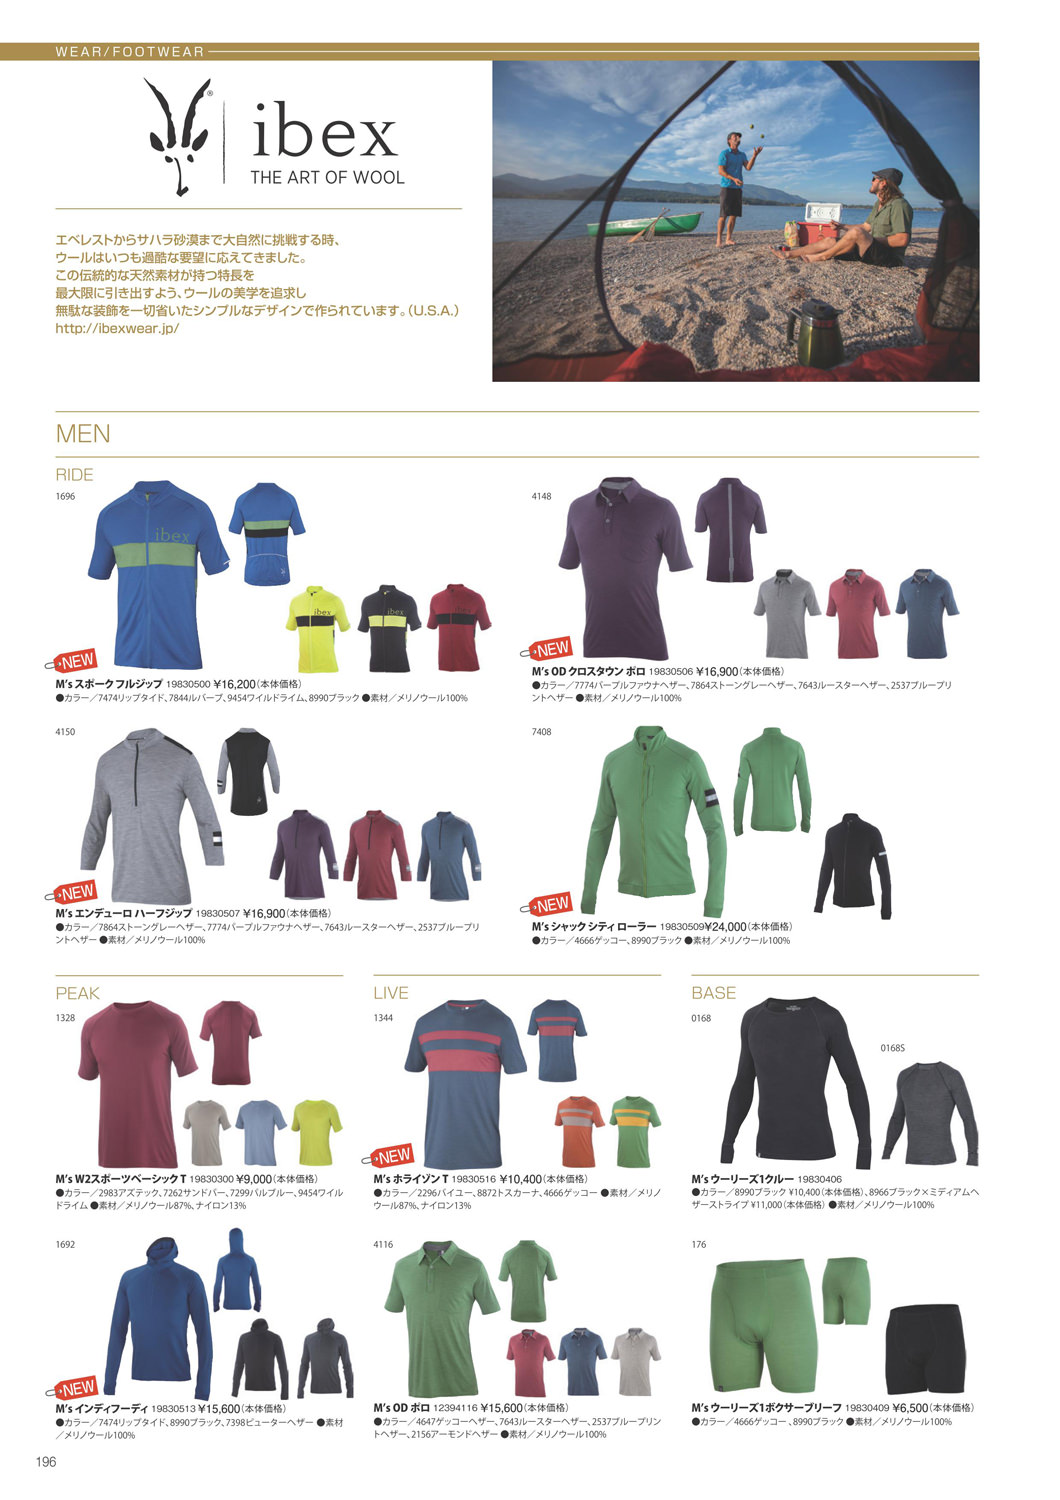 WEAR/FOOTWEAR
ibex
THE ART OF WOOL
エベレストからサハラ砂漠まで大自然に挑戦する時、
ウールはいつも過酷な要望に応えてきました。
この伝統的な天然素材が持つ特長を
最大限に引き出すよう、ウールの美学を追求し
無駄な装飾を一切省いたシンプルなデザインで作られています。(U.S.A.)
http://ibexwear.jp/
MEN
RIDE
1696
ibex
ibex
ibex
ibex
NEW
M's スポーク フルジップ 19830500 ¥16,200(本体価格)
●カラー／7474リップタイド、7844ルバーブ、9454ワイルドライム、8990ブラック ●素材／メリノウール100%
4148
NEW
M's OD クロスタウン ポロ 19830506 ¥16,900(本体価格)
●カラー／7774パープルファウナヘザー、7864ストーングレーヘザー、7643ルースターヘザー、2537ブループリ
ントヘザー ●素材／メリノウール100%
4150
NEW
M's エンデューロ ハーフジップ 19830507 ¥16,900(本体価格)
●カラー／7864ストーングレーヘザー、7774パープルファウナヘザー、7643ルースターヘザー、2537ブループリ
ントヘザー ●素材／メリノウール100%
7408
NEW
M's シャック シティ ローラー 19830509¥24,000(本体価格)
●カラー／4666ゲッコー、8990ブラック ●素材／メリノウール100%
PEAK
1328
M's W2スポーツベーシック T 19830300 ¥9,000(本体価格)
●カラー／2983アズテック、7262サンドバー、7299バルブルー、9454ワイル
ドライム ●素材／メリノウール87%、ナイロン13%
1692
NEW
M's インディフーディ 19830513 ¥15,600(本体価格)
●カラー／7474リップタイド、8990ブラック、7398ピューターヘザー ●素材
／メリノウール100%
LIVE
1344
NEW
M's ホライゾン T 19830516 ¥10,400(本体価格)
●カラー／2296バイユー、8872トスカーナ、4666ゲッコー ●素材／メリノ
ウール87%、ナイロン13%
4116
M's OD ポロ 12394116 ¥15,600(本体価格)
●カラー／4647ゲッコーヘザー、7643ルースターヘザー、2537ブループリン
トヘザー、2156アーモンドヘザー ●素材／メリノウール100%
BASE
0168
0168S
M's ウーリーズ1クルー 19830406
●カラー／8990ブラック ¥10,400(本体価格)、8966ブラック×ミディアムヘ
ザーストライプ ¥11,000(本体価格) ●素材／メリノウール100%
176
M's ウーリーズ1ボクサーブリーフ 19830409 ¥6,500(本体価格)
●カラー／4666ゲッコー、8990ブラック ●素材／メリノウール100%
196